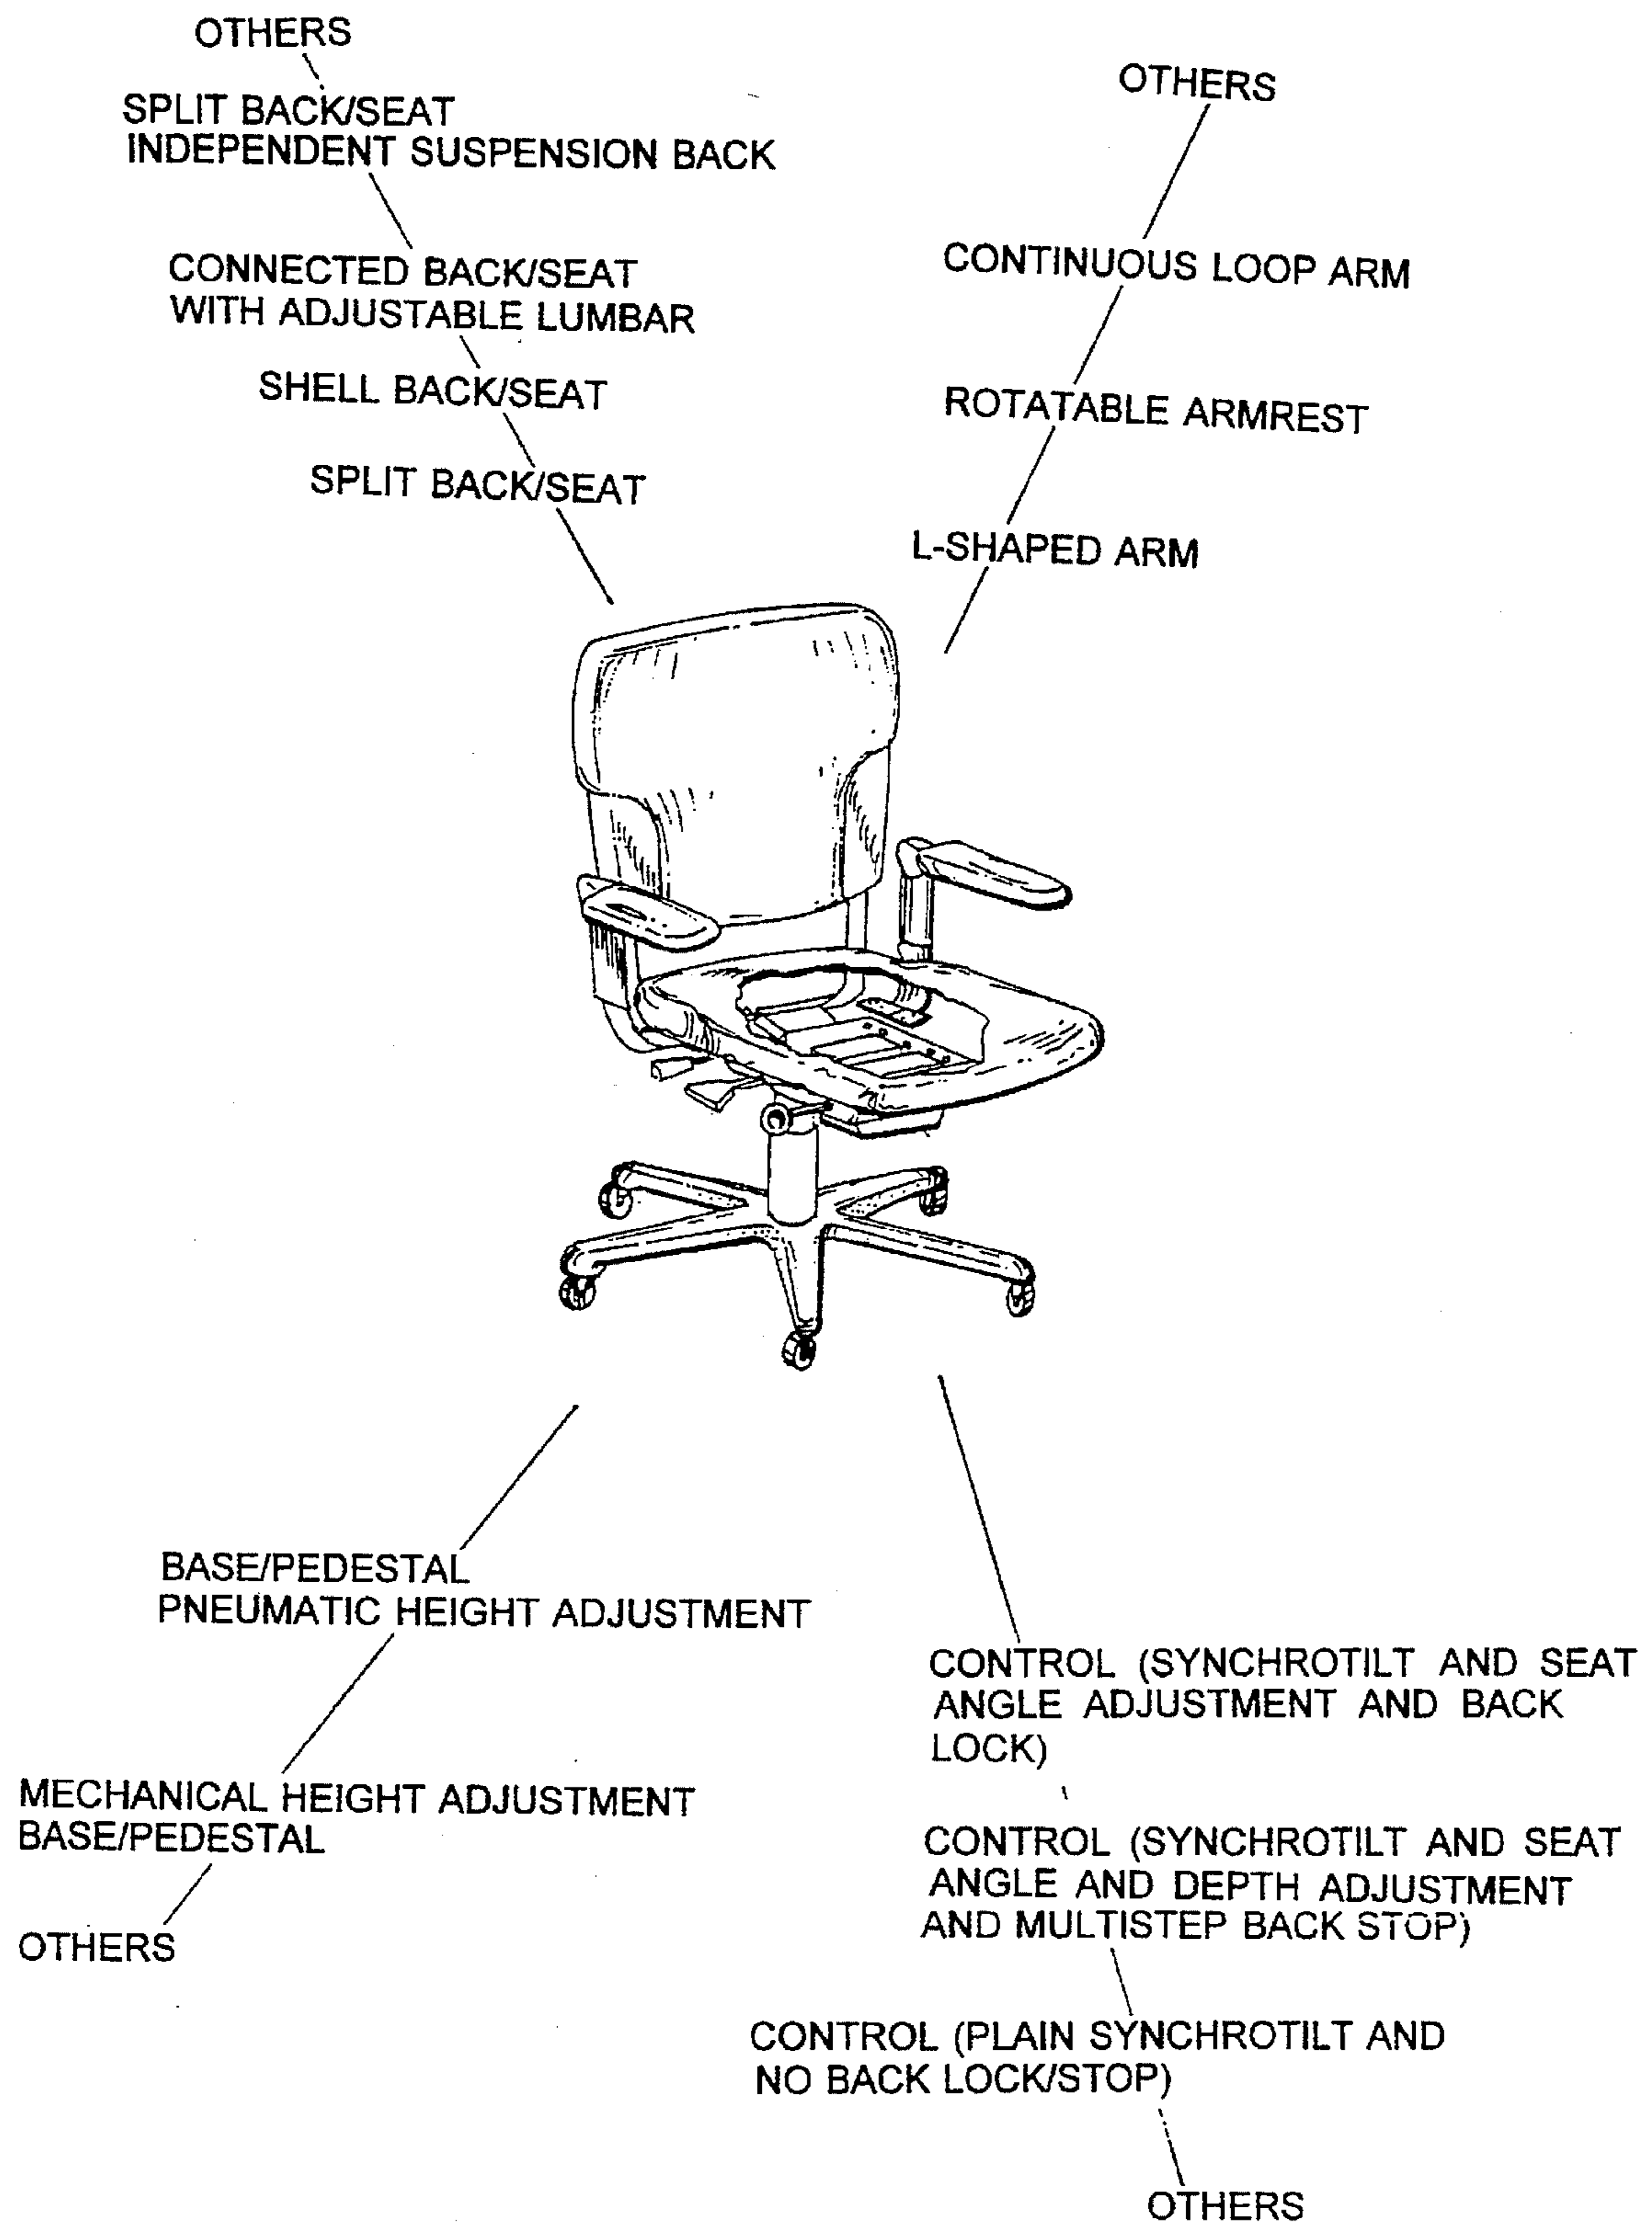 OTHERS
SPLIT BACK/SEAT
INDEPENDENT SUSPENSION BACK
CONNECTED BACK/SEAT
WITH ADJUSTABLE LUMBAR
SHELL BACK/SEAT
SPLIT BACK/SEAT
OTHERS
CONTINUOUS LOOP ARM
ROTATABLE ARMREST
L-SHAPED ARM
BASE/PEDESTAL
PNEUMATIC HEIGHT ADJUSTMENT
MECHANICAL HEIGHT ADJUSTMENT
BASE/PEDESTAL
OTHERS
CONTROL (SYNCHROTILT AND SEAT
ANGLE ADJUSTMENT AND BACK
LOCK)
CONTROL (SYNCHROTILT AND SEAT
ANGLE AND DEPTH ADJUSTMENT
AND MULTISTEP BACK STOP)
CONTROL (PLAIN SYNCHROTILT AND
NO BACK LOCK/STOP)
OTHERS